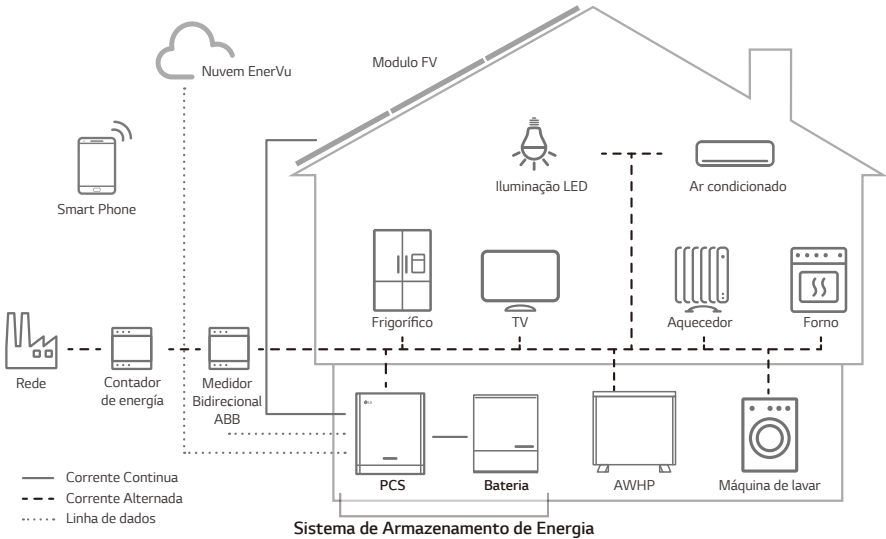 Nuvem EnerVu
Modulo FV
Smart Phone
Iluminação LED
Ar condicionado
Frigorífico
TV
Aquecedor
Forno
Rede
Contador
de energía
Medidor
Bidirecional
ABB
PCS
Bateria
AWHP
Máquina de lavar
Corrente Continua
Corrente Alternada
Linha de dados
Sistema de Armazenamento de Energia